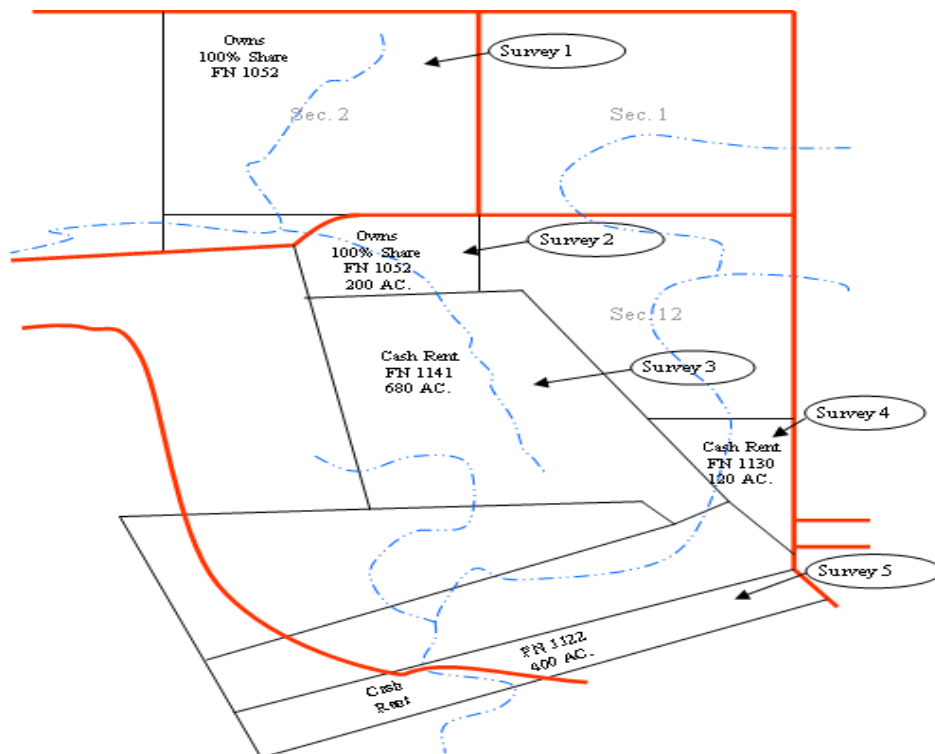 Owns
100% Share
FN 1052
Survey 1
Sec. 2
Sec. 1
Owns
100% Share
FN 1052
200 AC.
Survey 2
Sec. 12
Cash Rent
FN 1141
680 AC.
Survey 3
Survey 4
Cash Rent
FN 1130
120 AC.
Survey 5
FN 1322
400 AC.
Cash
Rent